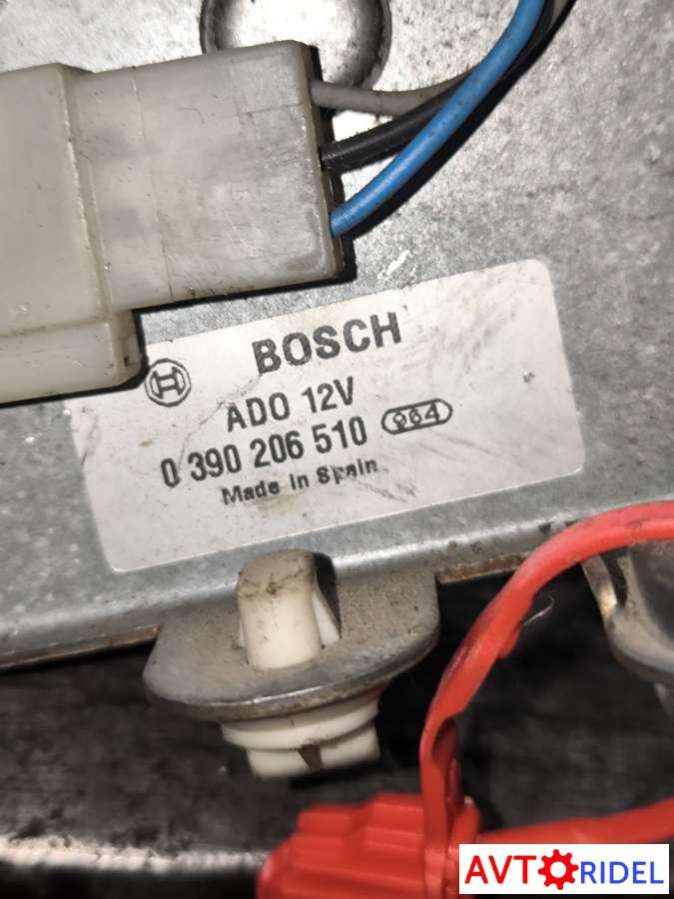 BOSCH
ADO 12V
0 390 206 510 964
Made in Spain
AVTORIDEL